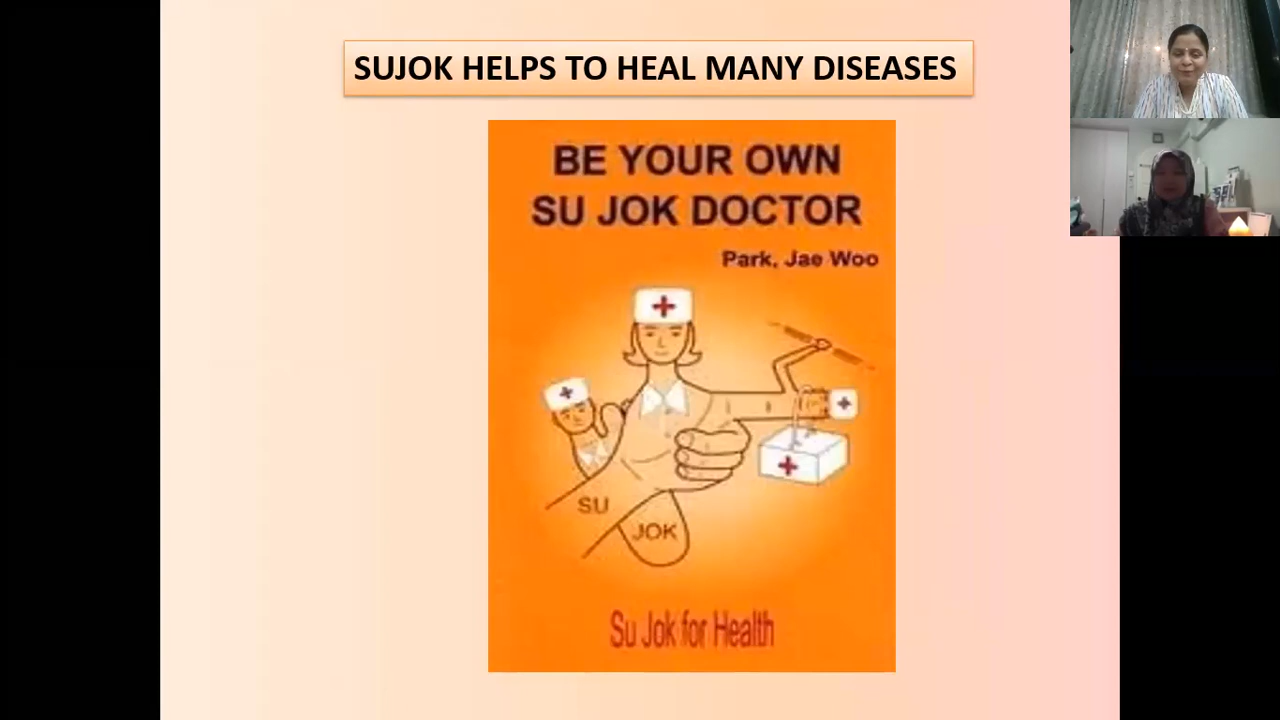 SUJOK HELPS TO HEAL MANY DISEASES
BE YOUR OWN
SU JOK DOCTOR
Park, Jae Woo
SU
JOK
Su Jok for Health